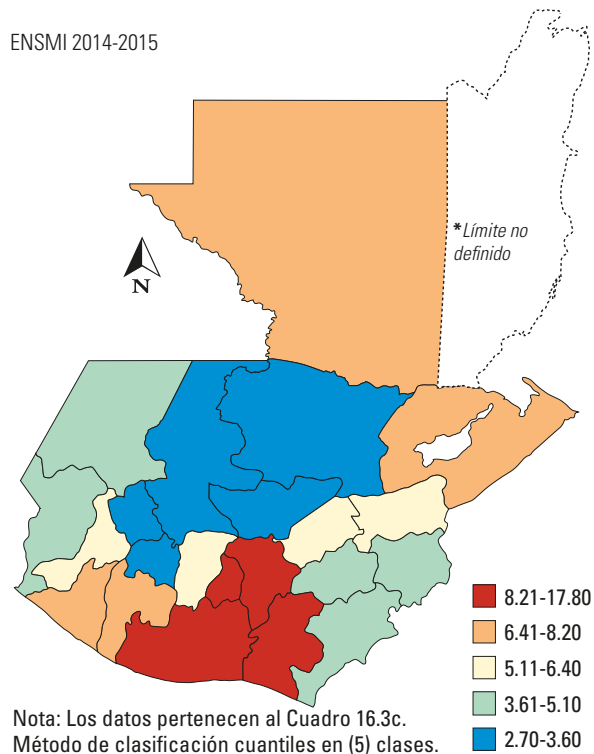 ENSMI 2014-2015
*Límite no
definido
N
8.21-17.80
6.41-8.20
5.11-6.40
3.61-5.10
2.70-3.60
Nota: Los datos pertenecen al Cuadro 16.3c.
Método de clasificación cuantiles en (5) clases.